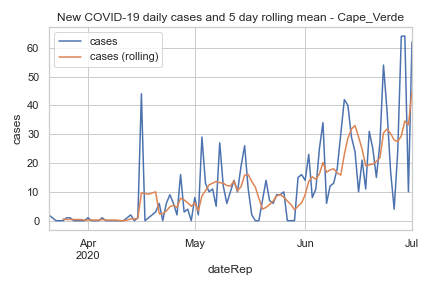 New COVID-19 daily cases and 5 day rolling mean - Cape_Verde
cases
cases (rolling)
cases
60
50
40
30
20
10
0
Apr
2020
May
Jun
Jul
dateRep